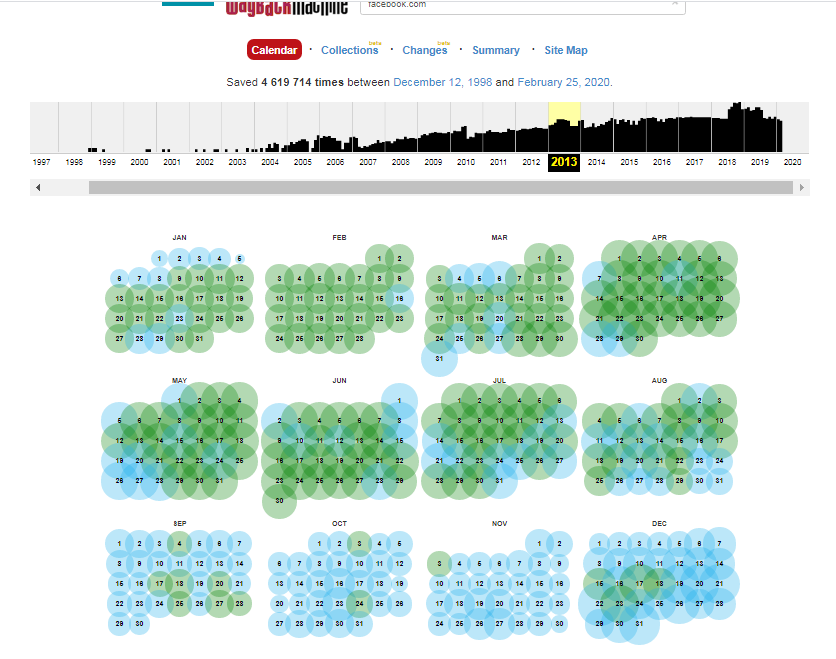 WayBackMachine
facebook.com
Calendar · Collections beta · Changes beta · Summary · Site Map
Saved 4 619 714 times between December 12, 1998 and February 25, 2020.
1997 1998 1999 2000 2001 2002 2003 2004 2005 2006 2007 2008 2009 2010 2011 2012 2013 2014 2015 2016 2017 2018 2019 2020
JAN
1 2 3 4 5
6 7 8 9 10 11 12
13 14 15 16 17 18 19
20 21 22 23 24 25 26
27 28 29 30 31
FEB
1 2
3 4 5 6 7 8 9
10 11 12 13 14 15 16
17 18 19 20 21 22 23
24 25 26 27 28
MAR
1 2
3 4 5 6 7 8 9
10 11 12 13 14 15 16
17 18 19 20 21 22 23
24 25 26 27 28 29 30
31
APR
1 2 3 4 5 6
7 8 9 10 11 12 13
14 15 16 17 18 19 20
21 22 23 24 25 26 27
28 29 30
MAY
1 2 3 4
5 6 7 8 9 10 11
12 13 14 15 16 17 18
19 20 21 22 23 24 25
26 27 28 29 30 31
JUN
1
2 3 4 5 6 7 8
9 10 11 12 13 14 15
16 17 18 19 20 21 22
23 24 25 26 27 28 29
30
JUL
1 2 3 4 5 6
7 8 9 10 11 12 13
14 15 16 17 18 19 20
21 22 23 24 25 26 27
28 29 30 31
AUG
1 2 3
4 5 6 7 8 9 10
11 12 13 14 15 16 17
18 19 20 21 22 23 24
25 26 27 28 29 30 31
SEP
1 2 3 4 5 6 7
8 9 10 11 12 13 14
15 16 17 18 19 20 21
22 23 24 25 26 27 28
29 30
OCT
1 2 3 4 5
6 7 8 9 10 11 12
13 14 15 16 17 18 19
20 21 22 23 24 25 26
27 28 29 30 31
NOV
1 2
3 4 5 6 7 8 9
10 11 12 13 14 15 16
17 18 19 20 21 22 23
24 25 26 27 28 29 30
DEC
1 2 3 4 5 6 7
8 9 10 11 12 13 14
15 16 17 18 19 20 21
22 23 24 25 26 27 28
29 30 31